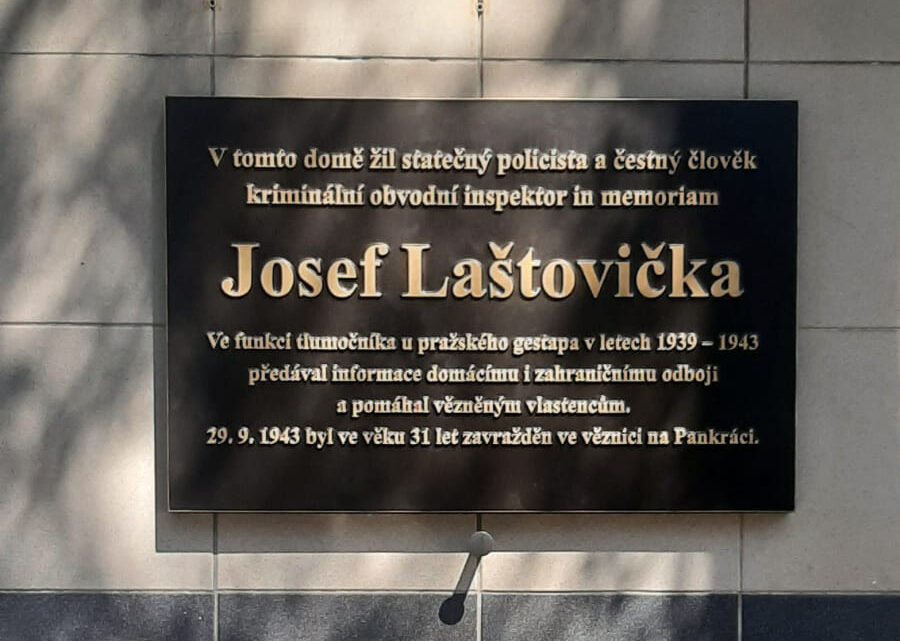 V tomto domě žil statečný policista a čestný člověk
kriminální obvodní inspektor in memoriam
Josef Laštovička
Ve funkci tlumočníka u pražského gestapa v letech 1939 – 1943
předával informace domácímu i zahraničnímu odboji
a pomáhal vězněným vlastencům.
29. 9. 1943 byl ve věku 31 let zavražděn ve věznici na Pankráci.